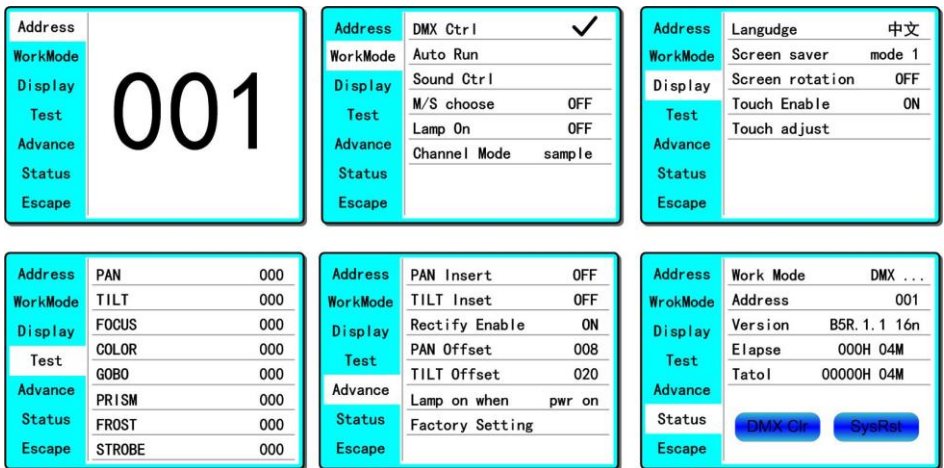 Address
WorkMode
Display
Test
Advance
Status
Escape
001
Address
WorkMode
Display
Test
Advance
Status
Escape
DMX Ctrl ✓
Auto Run
Sound Ctrl
M/S choose OFF
Lamp On OFF
Channel Mode sample
Address
WorkMode
Display
Test
Advance
Status
Escape
Langudge 中文
Screen saver mode 1
Screen rotation OFF
Touch Enable ON
Touch adjust
Address
WorkMode
Display
Test
Advance
Status
Escape
PAN 000
TILT 000
FOCUS 000
COLOR 000
GOBO 000
PRISM 000
FROST 000
STROBE 000
Address
WorkMode
Display
Test
Advance
Status
Escape
PAN Insert OFF
TILT Inset OFF
Rectify Enable ON
PAN Offset 008
TILT Offset 020
Lamp on when pwr on
Factory Setting
Address
WrokMode
Display
Test
Advance
Status
Escape
Work Mode DMX ...
Address 001
Version B5R.1.1 16n
Elapse 000H 04M
Tatol 00000H 04M
DMX Clr SysRst